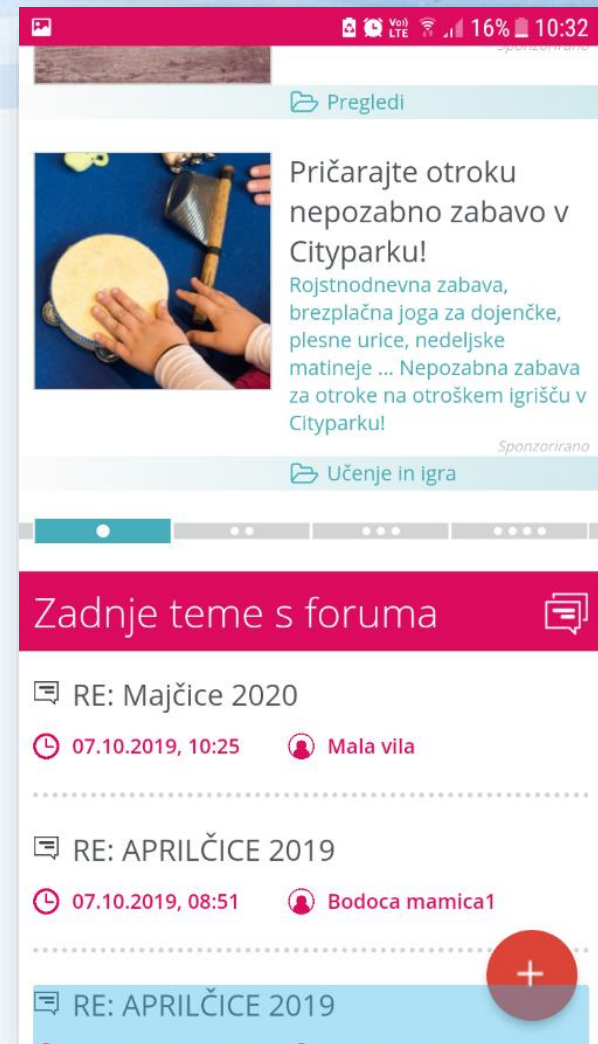 Vo))
LTE
16%
10:32
Sponzorirano
Pregledi
Pričarajte otroku
nepozabno zabavo v
Cityparku!
Rojstnodnevna zabava,
brezplačna joga za dojenčke,
plesne urice, nedeljske
matineje ... Nepozabna zabava
za otroke na otroškem igrišču v
Cityparku!
Sponzorirano
Učenje in igra
Zadnje teme s foruma
RE: Majčice 2020
07.10.2019, 10:25 Mala vila
RE: APRILČICE 2019
07.10.2019, 08:51 Bodoca mamica1
RE: APRILČICE 2019